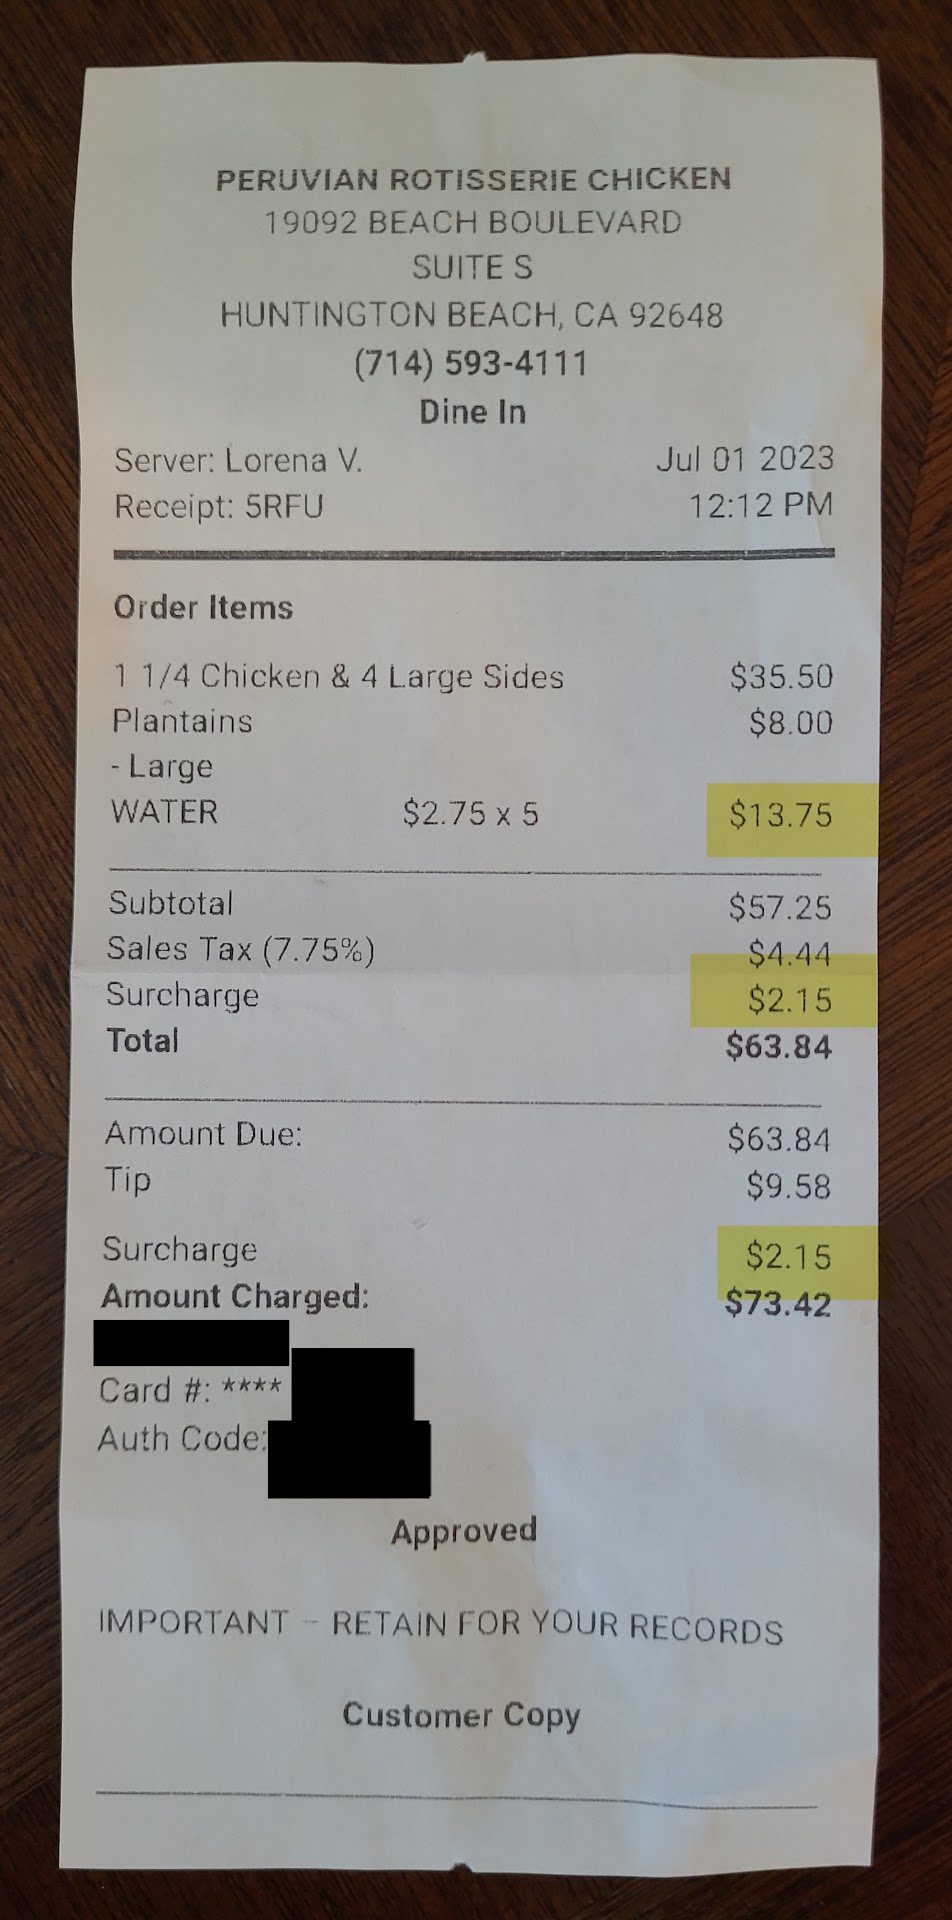 PERUVIAN ROTISSERIE CHICKEN
19092 BEACH BOULEVARD
SUITE S
HUNTINGTON BEACH, CA 92648
(714) 593-4111
Dine In
Server: Lorena V. Jul 01 2023
Receipt: 5RFU 12:12 PM
Order Items
1 1/4 Chicken & 4 Large Sides $35.50
Plantains $8.00
- Large
WATER $2.75 x 5 $13.75
Subtotal $57.25
Sales Tax (7.75%) $4.44
Surcharge $2.15
Total $63.84
Amount Due: $63.84
Tip $9.58
Surcharge $2.15
Amount Charged: $73.42
Card #: ****
Auth Code:
Approved
IMPORTANT - RETAIN FOR YOUR RECORDS
Customer Copy